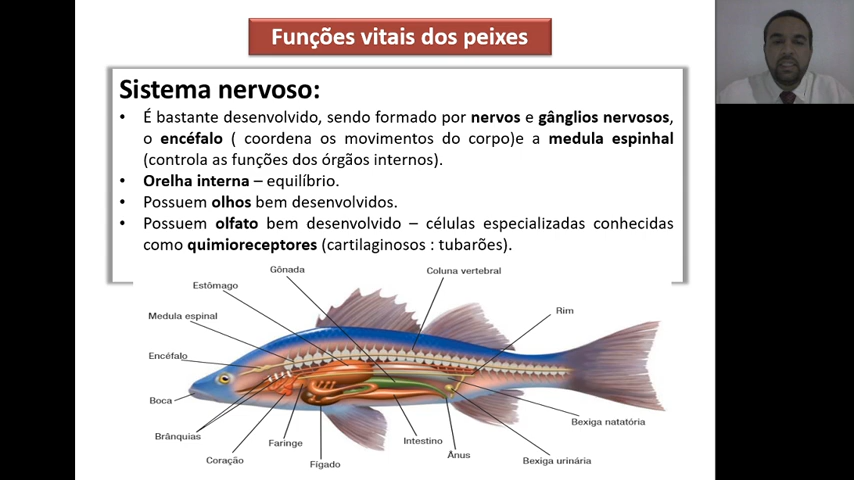 Funções vitais dos peixes
Sistema nervoso:
• É bastante desenvolvido, sendo formado por nervos e gânglios nervosos,
o encéfalo ( coordena os movimentos do corpo)e a medula espinhal
(controla as funções dos órgãos internos).
• Orelha interna – equilíbrio.
• Possuem olhos bem desenvolvidos.
• Possuem olfato bem desenvolvido – células especializadas conhecidas
como quimioreceptores (cartilaginosos : tubarões).
Gônada
Coluna vertebral
Estômago
Rim
Medula espinal
Encéfalo
Boca
Bexiga natatória
Brânquias
Faringe
Intestino
Ânus
Coração
Fígado
Bexiga urinária